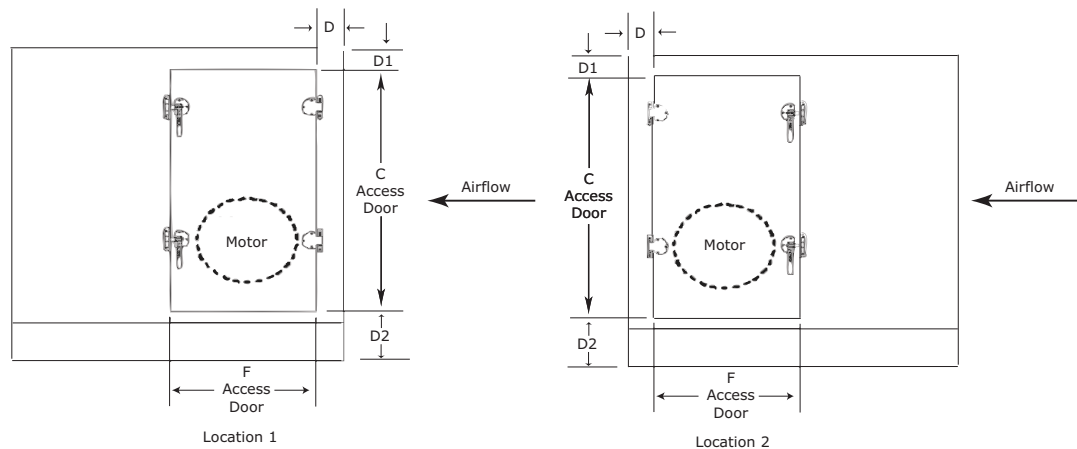 D
D1
C
Access
Door
Airflow
Motor
D2
F
Access
Door
Location 1
D
D1
C
Access
Door
Airflow
Motor
D2
F
Access
Door
Location 2